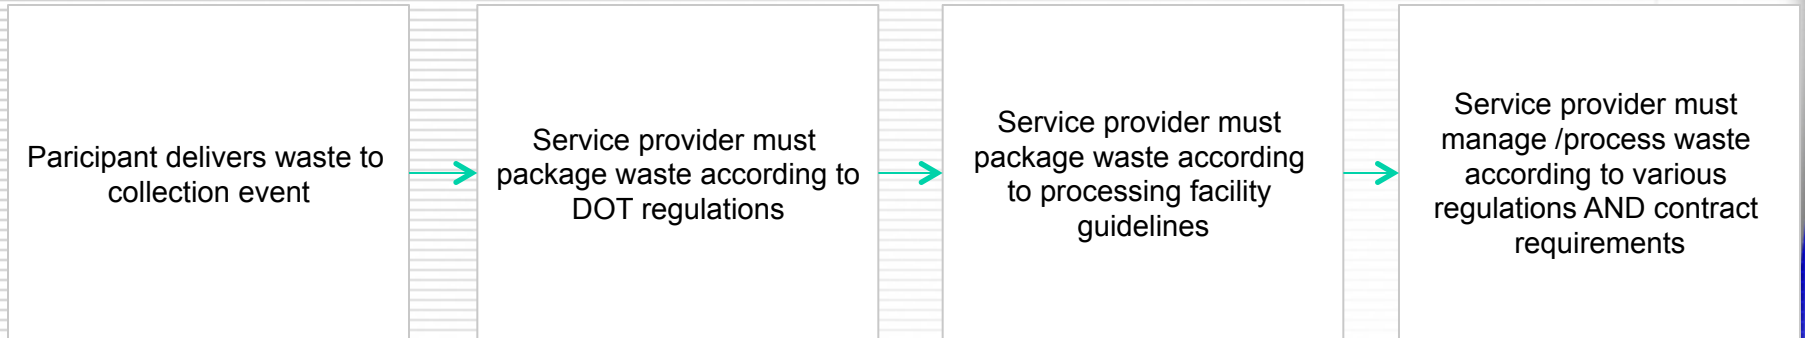 Paricipant delivers waste to
collection event
Service provider must
package waste according to
DOT regulations
Service provider must
package waste according
to processing facility
guidelines
Service provider must
manage /process waste
according to various
regulations AND contract
requirements